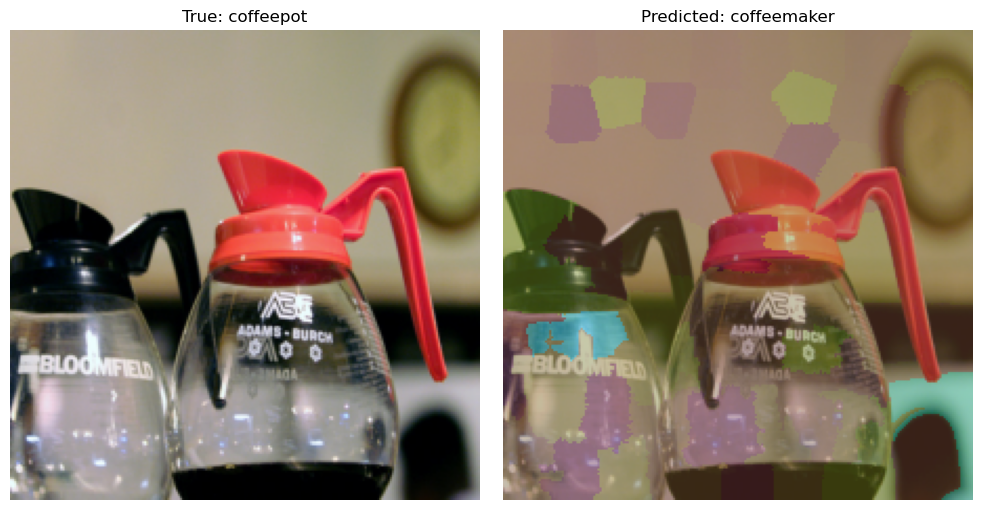 True: coffeepot
Predicted: coffeemaker
ADAMS - BURCH
BLOOMFIELD
ADAMS - BURCH
BLOOMFIELD